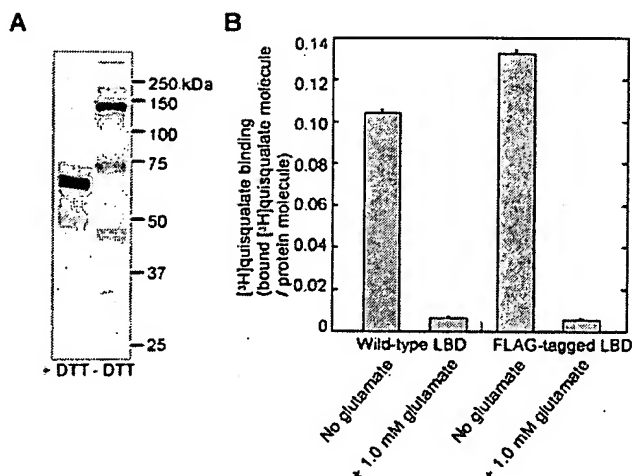 A
250 kDa
150
100
75
50
37
25
+ DTT - DTT
B
[³H]quisqualate binding
(bound [³H]quisqualate molecule
/ protein molecule)
0.14
0.12
0.10
0.08
0.06
0.04
0.02
0
Wild-type LBD
FLAG-tagged LBD
No glutamate
+ 1.0 mM glutamate
No glutamate
+ 1.0 mM glutamate